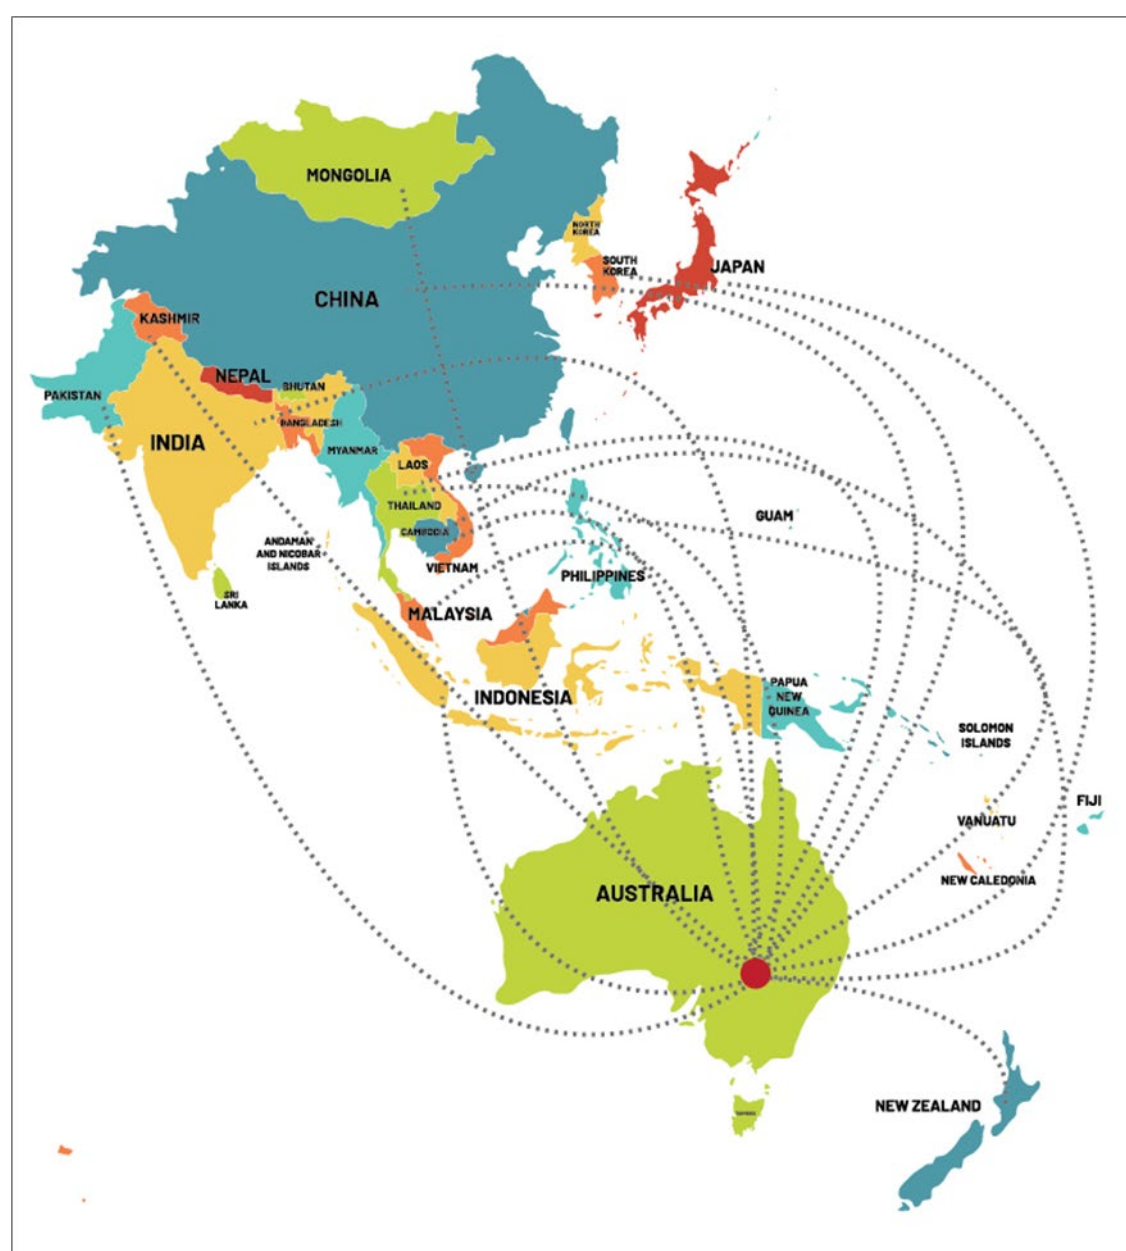 MONGOLIA
NORTH
KOREA
SOUTH
KOREA
JAPAN
CHINA
KASHMIR
NEPAL
BHUTAN
PAKISTAN
BANGLADESH
INDIA
MYANMAR
LAOS
THAILAND
GUAM
CAMBODIA
ANDAMAN
AND NICOBAR
ISLANDS
VIETNAM
PHILIPPINES
SRI
LANKA
MALAYSIA
INDONESIA
PAPUA
NEW
GUINEA
SOLOMON
ISLANDS
FIJI
VANUATU
NEW CALEDONIA
AUSTRALIA
NEW ZEALAND